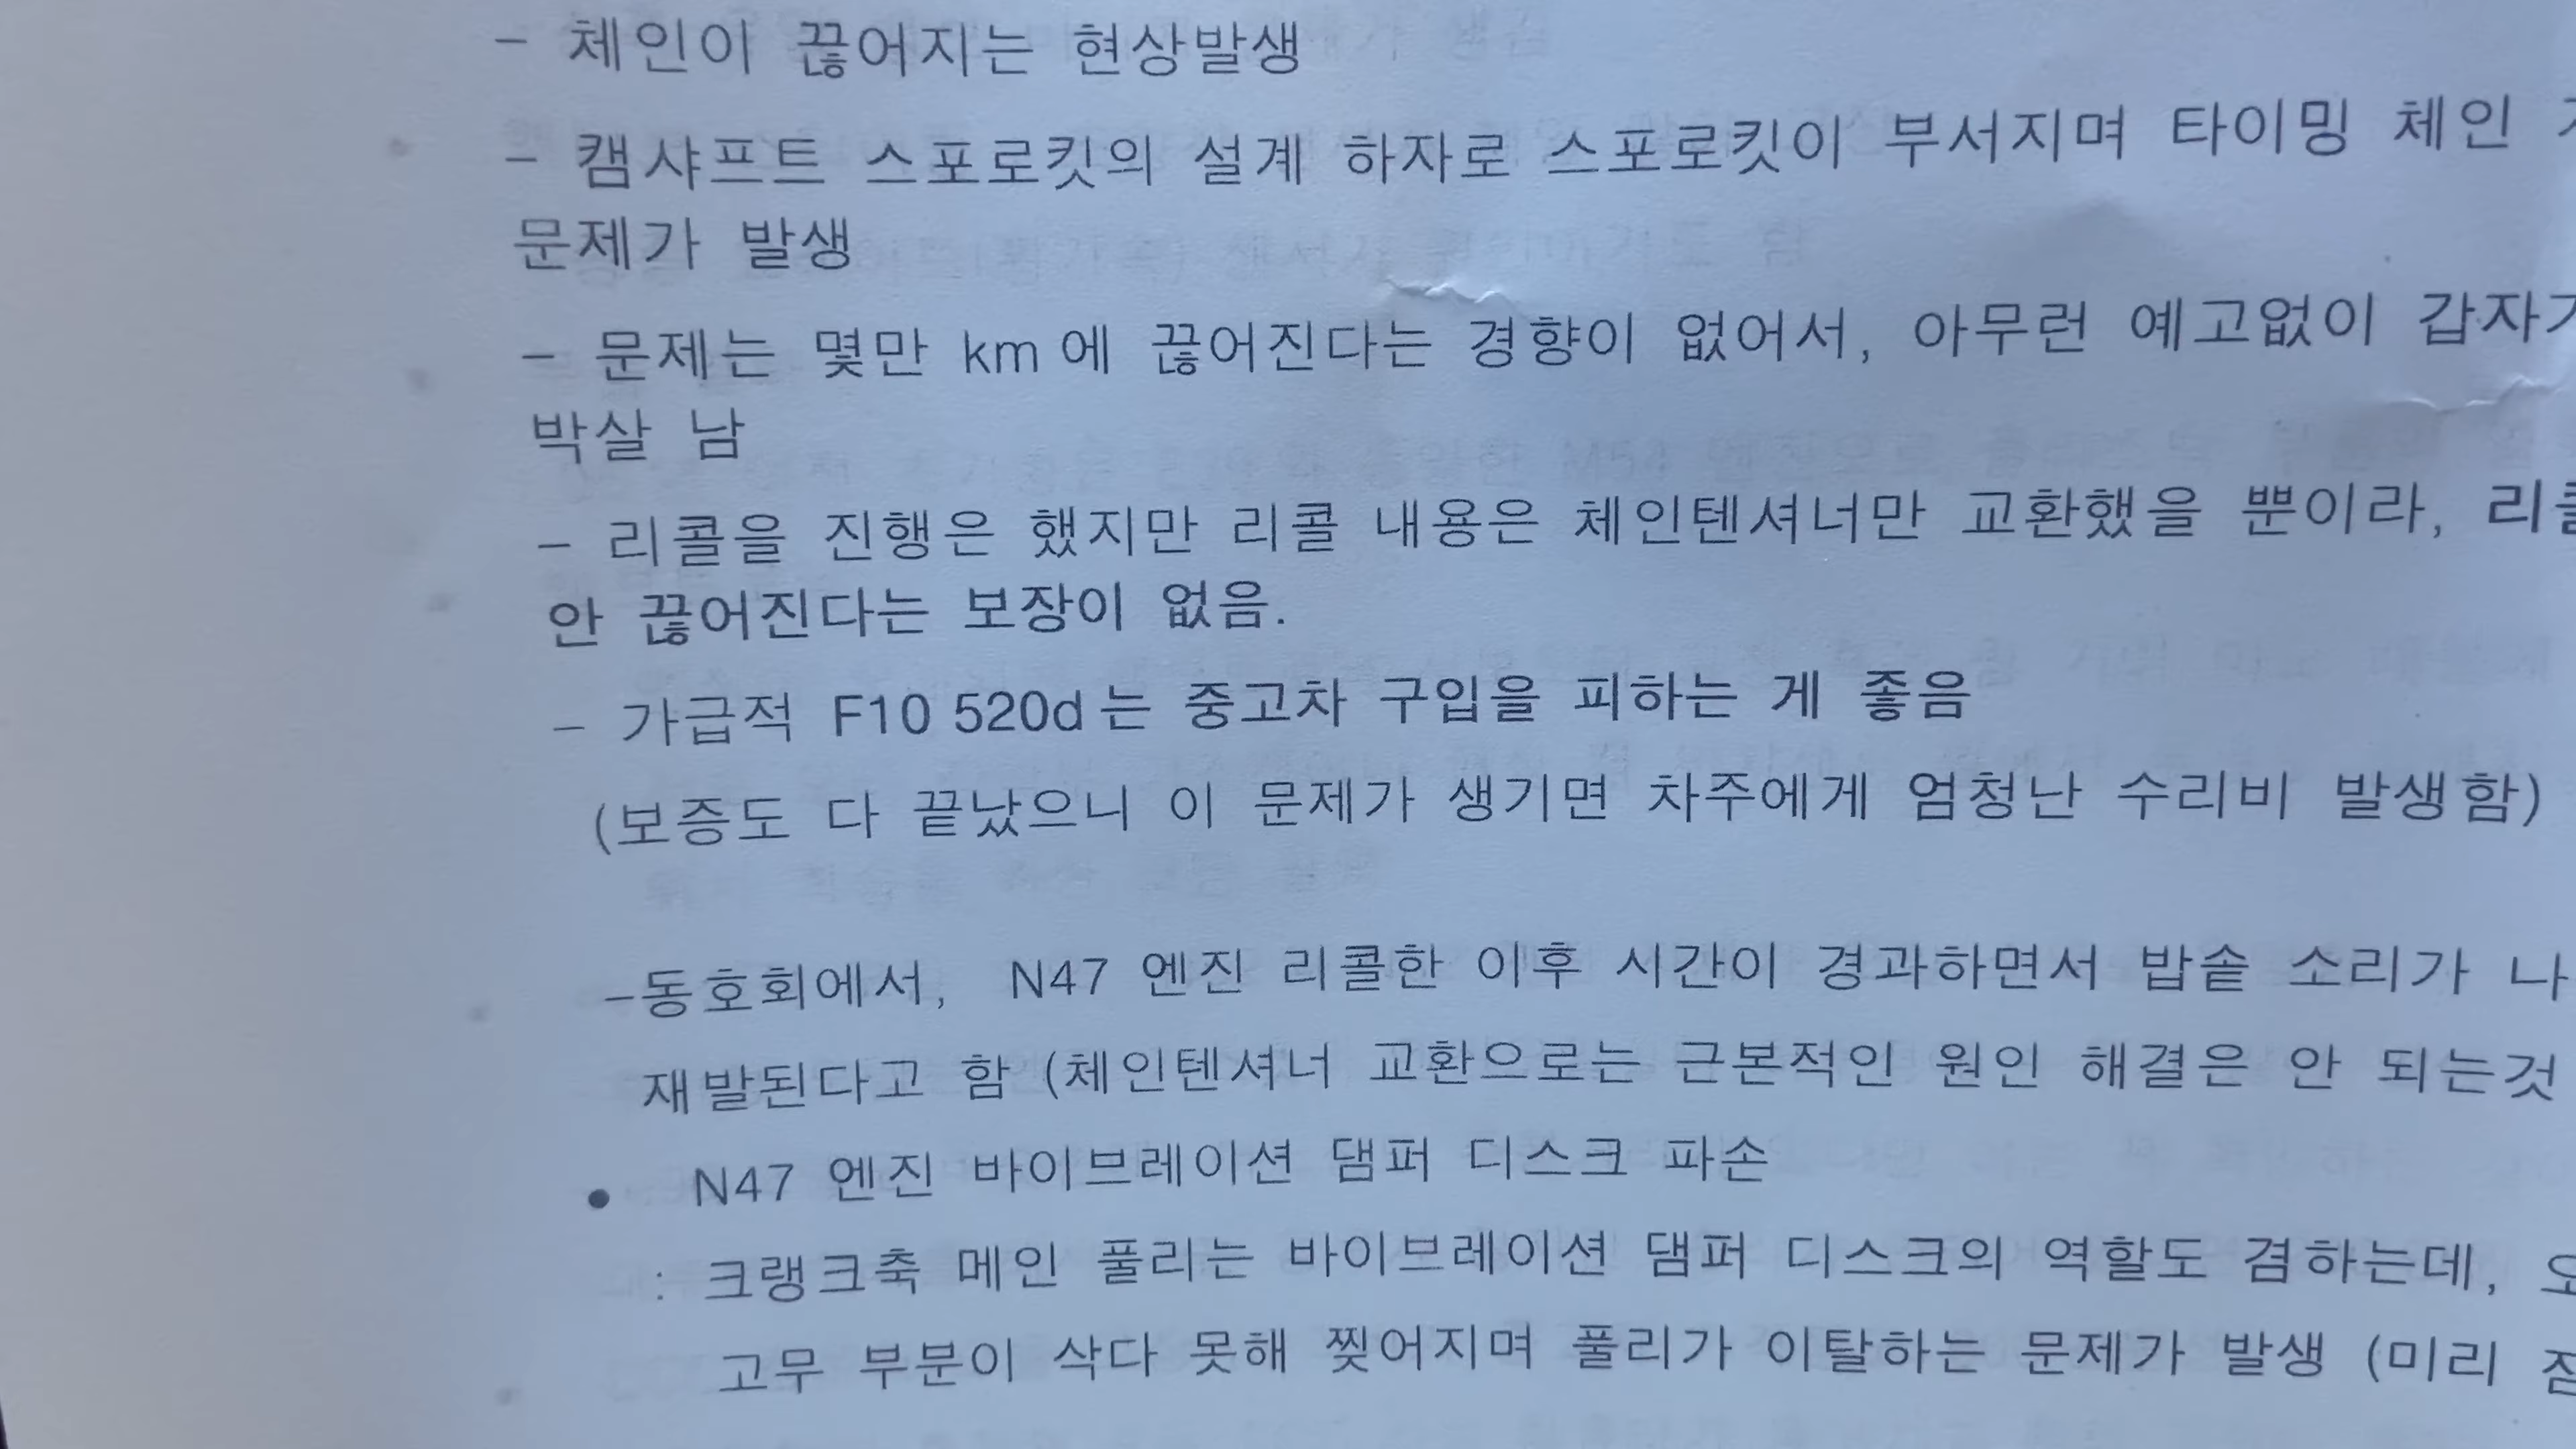 - 체인이 끊어지는 현상발생
- 캠샤프트 스포로킷의 설계 하자로 스포로킷이 부서지며 타이밍 체인
문제가 발생
- 문제는 몇만 km에 끊어진다는 경향이 없어서, 아무런 예고없이
박살 남
- 리콜을 진행은 했지만 리콜 내용은 체인텐셔너만 교환했을 뿐이라,
안 끊어진다는 보장이 없음.
- 가급적 F10 520d는 중고차 구입을 피하는 게 좋음
(보증도 다 끝났으니 이 문제가 생기면 차주에게 엄청난 수리비 발생함)
-동호회에서, N47 엔진 리콜한 이후 시간이 경과하면서 밥솥 소리가 나
재발된다고 함 (체인텐셔너 교환으로는 근본적인 원인 해결은 안 되는것
• N47 엔진 바이브레이션 댐퍼 디스크 파손
: 크랭크축 메인 풀리는 바이브레이션 댐퍼 디스크의 역할도 겸하는데,
고무 부분이 삭다 못해 찢어지며 풀리가 이탈하는 문제가 발생 (미리